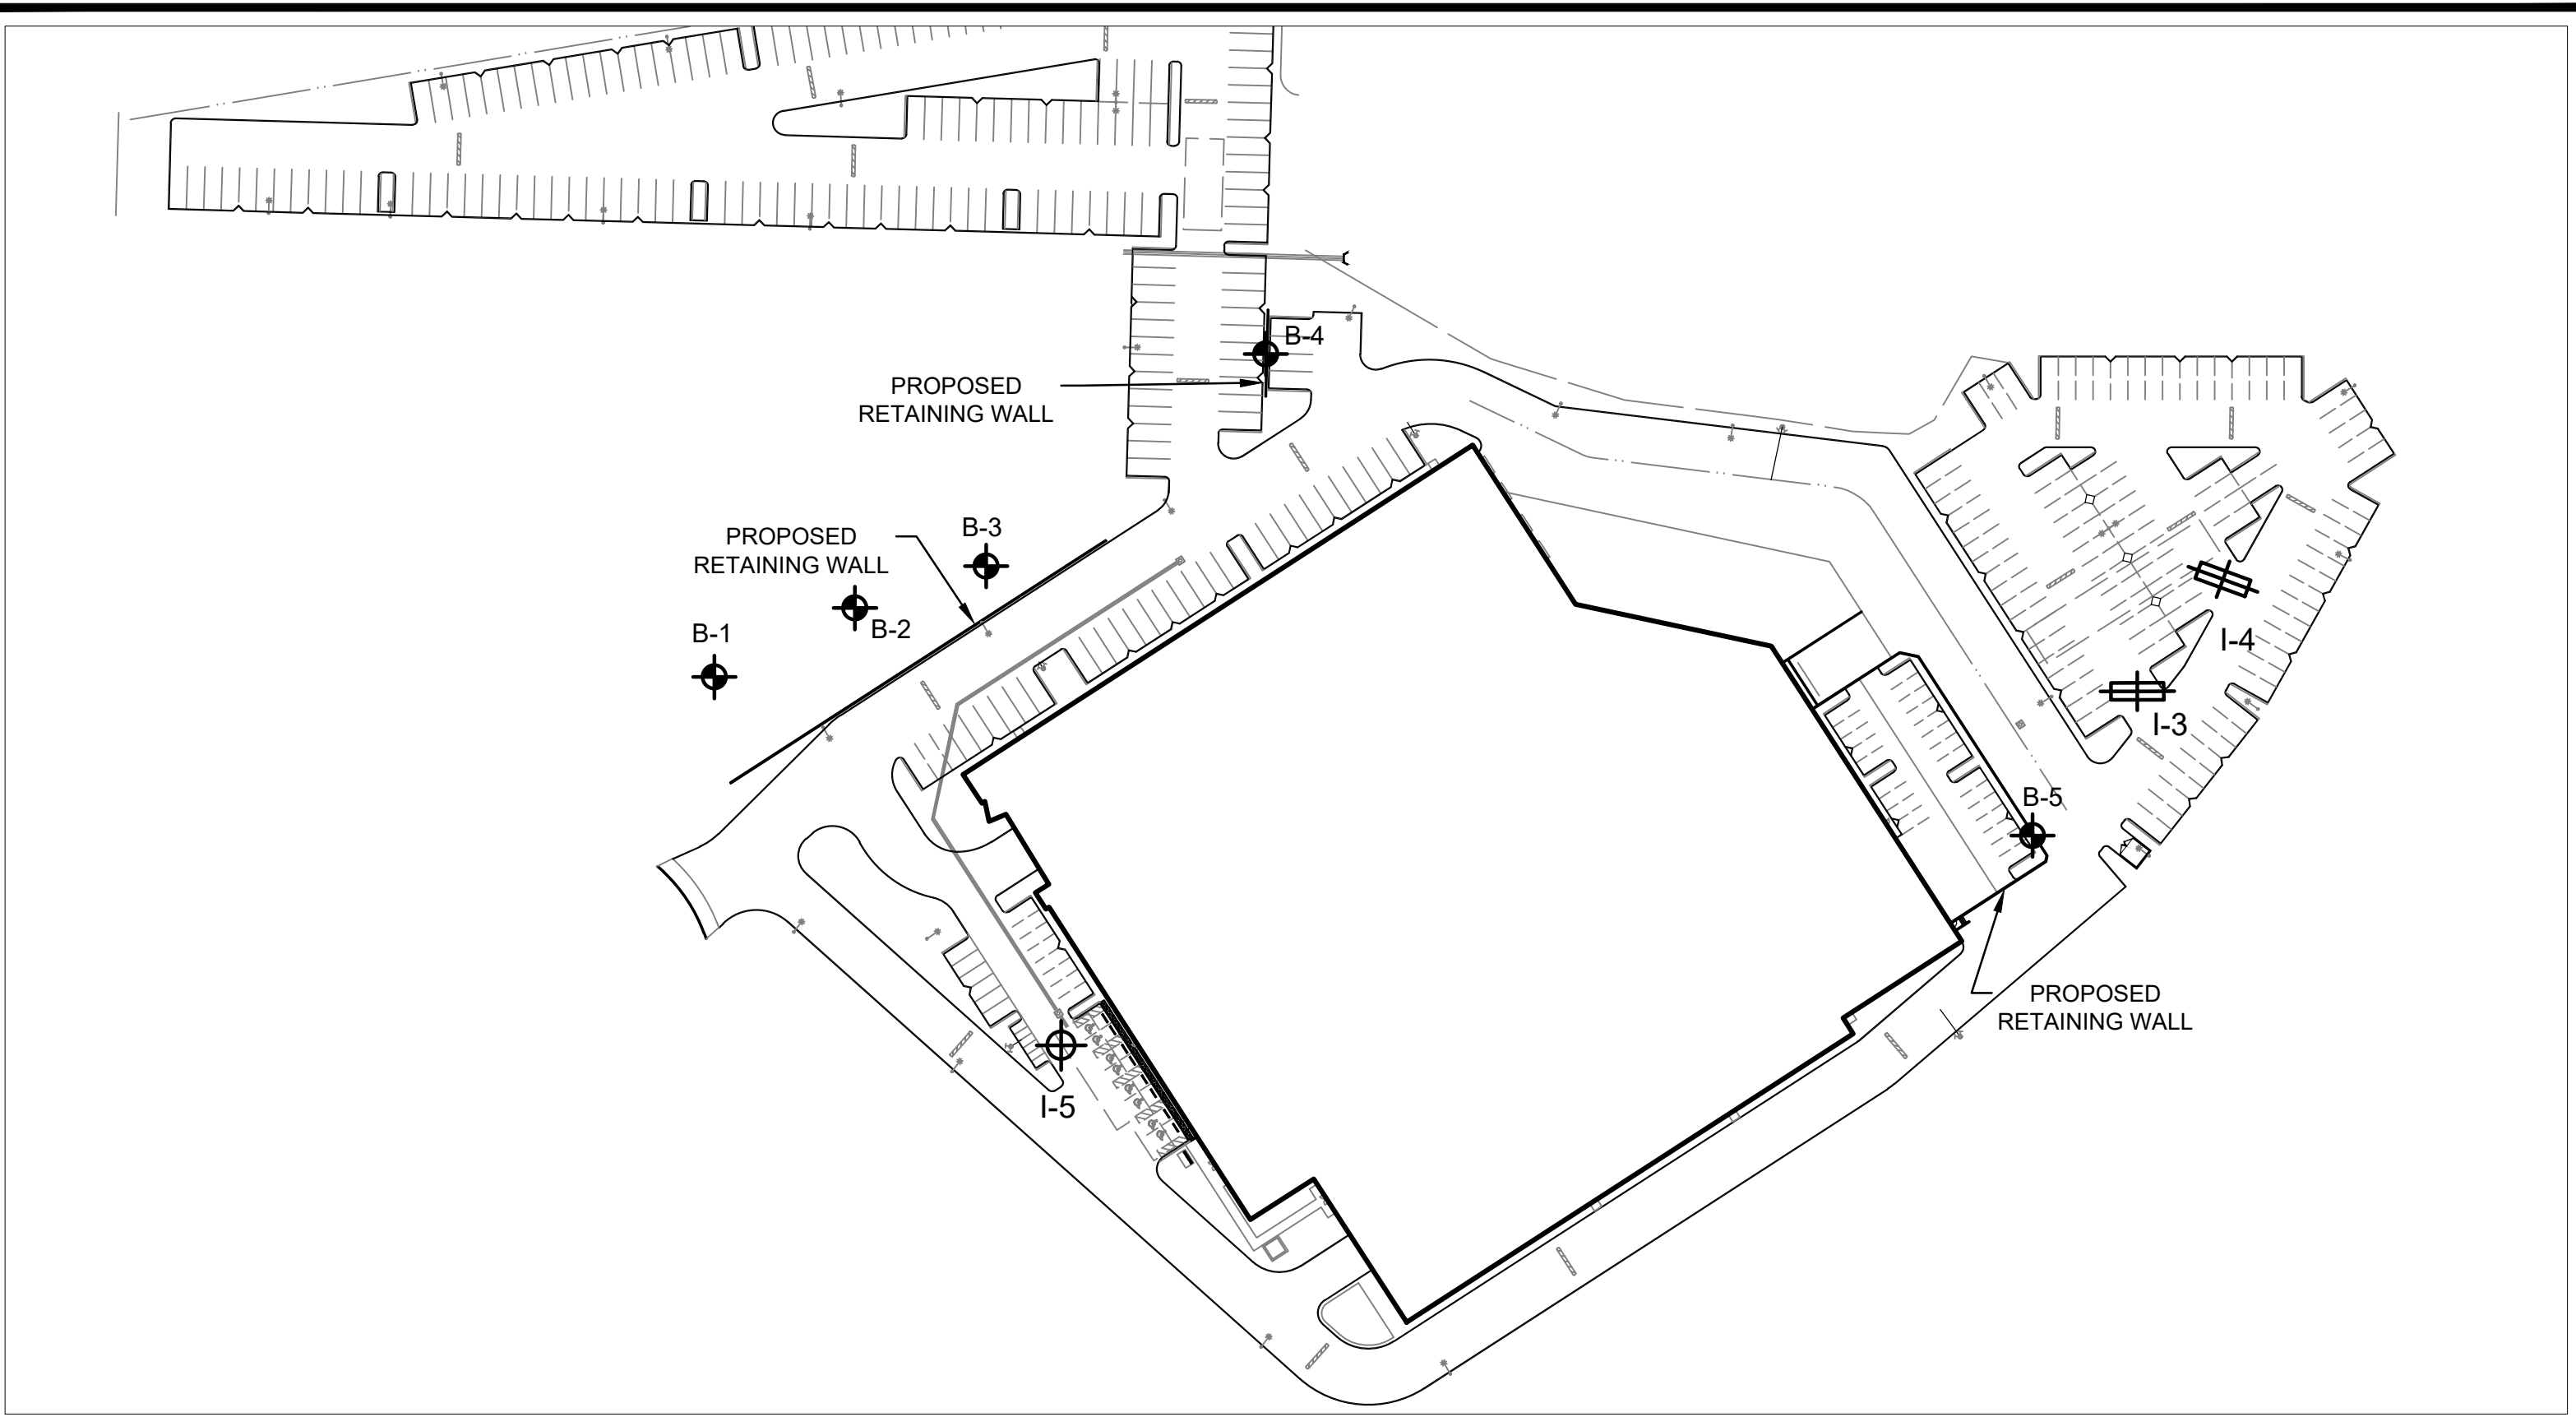 B-4
PROPOSED
RETAINING WALL
PROPOSED
RETAINING WALL
B-3
B-2
B-1
I-4
I-3
B-5
PROPOSED
RETAINING WALL
I-5